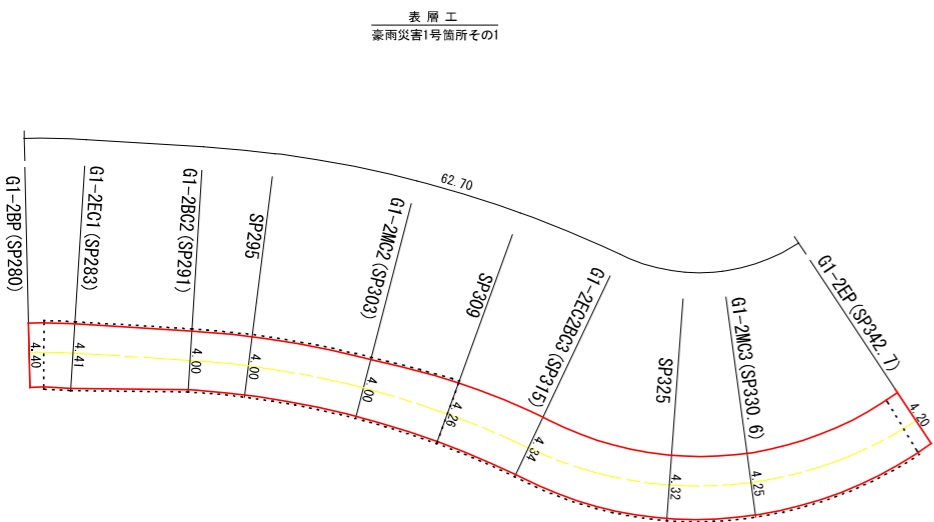 表 層 工
豪雨災害1号箇所その1
62.70
G1-2BP(SP280)
G1-2EC1(SP283)
G1-2BC2(SP291)
SP295
G1-2MC2(SP303)
SP309
G1-2EC2BC3(SP315)
SP325
G1-2MC3(SP330.6)
G1-2EP(SP342.7)
4.40
4.41
4.00
4.00
4.00
4.26
4.34
4.32
4.25
4.20